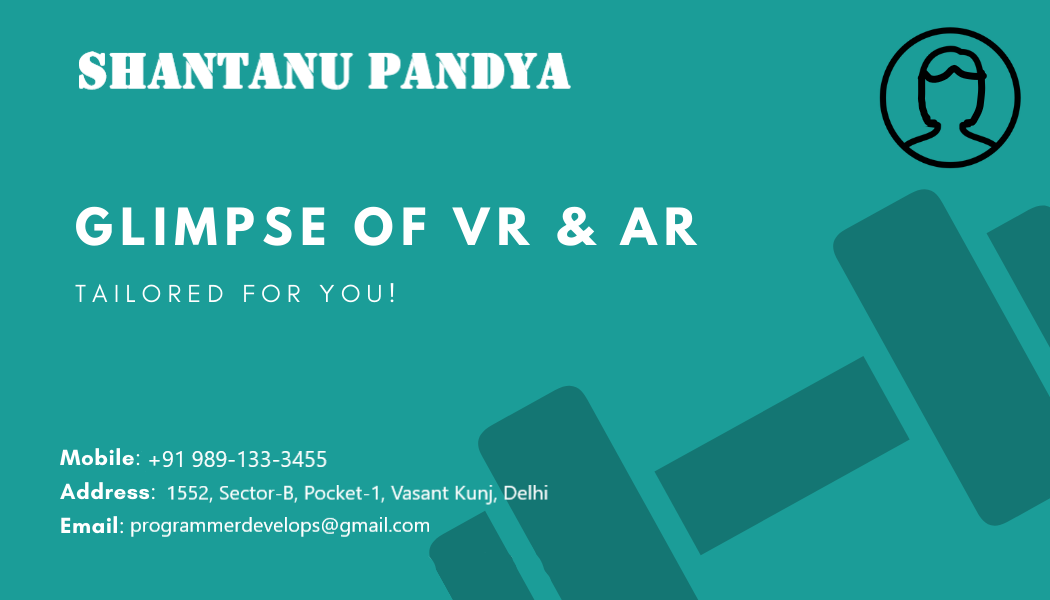 SHANTANU PANDYA
GLIMPSE OF VR & AR
TAILORED FOR YOU!
Mobile: +91 989-133-3455
Address: 1552, Sector-B, Pocket-1, Vasant Kunj, Delhi
Email: programmerdevelops@gmail.com